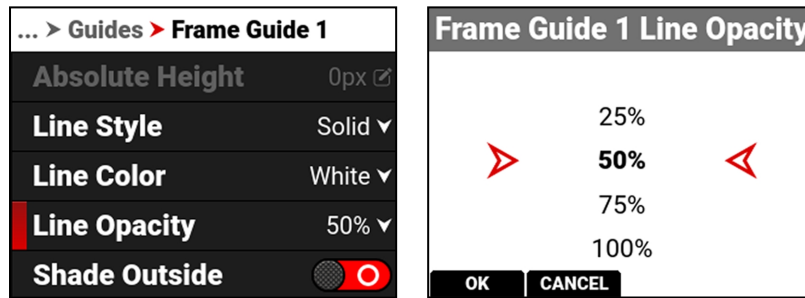 ... > Guides > Frame Guide 1
Absolute Height 0px
Line Style Solid
Line Color White
Line Opacity 50%
Shade Outside
Frame Guide 1 Line Opacity
25%
50%
75%
100%
OK CANCEL